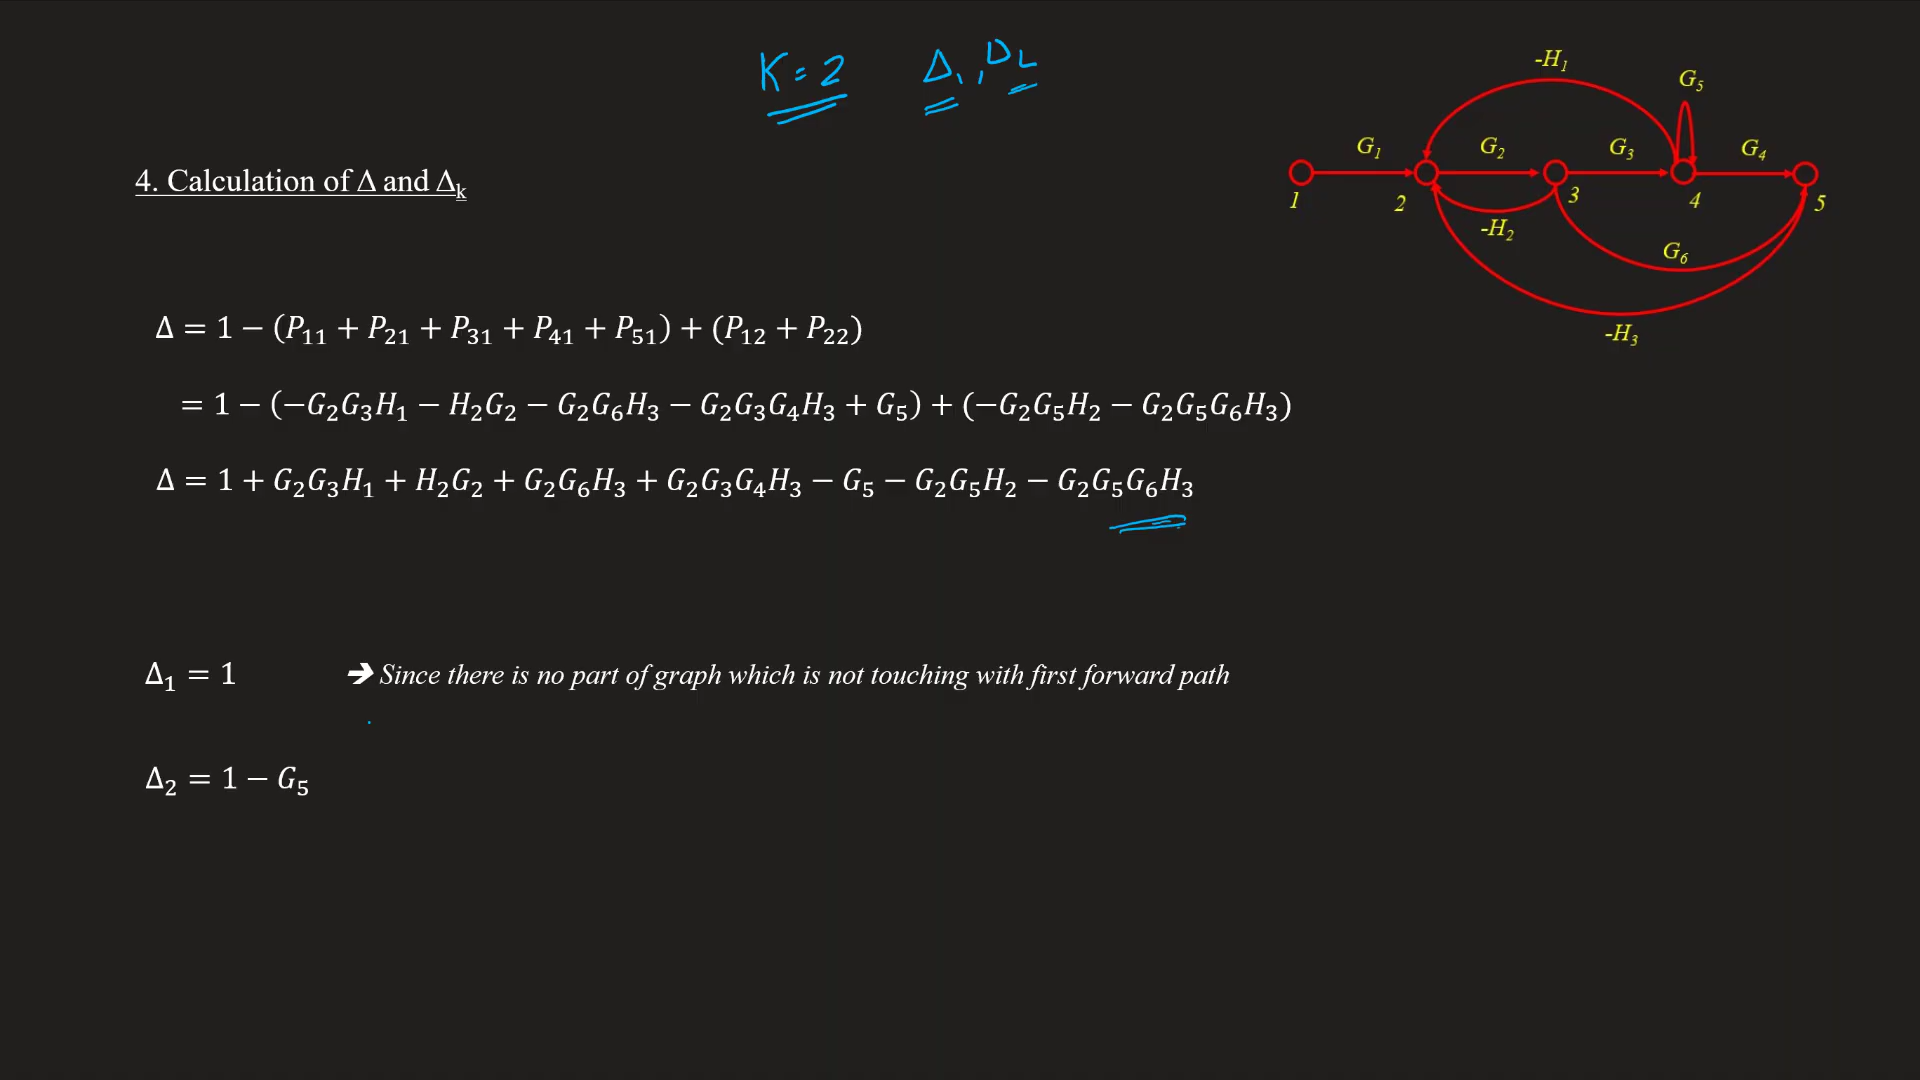 K = 2 Δ₁, Δ₂
-H₁
G₅
G₁ G₂ G₃ G₄
1 2 3 4 5
-H₂
G₆
-H₃
4. Calculation of Δ and Δₖ
Δ = 1 − (P₁₁ + P₂₁ + P₃₁ + P₄₁ + P₅₁) + (P₁₂ + P₂₂)
= 1 − (−G₂G₃H₁ − H₂G₂ − G₂G₆H₃ − G₂G₃G₄H₃ + G₅) + (−G₂G₅H₂ − G₂G₅G₆H₃)
Δ = 1 + G₂G₃H₁ + H₂G₂ + G₂G₆H₃ + G₂G₃G₄H₃ − G₅ − G₂G₅H₂ − G₂G₅G₆H₃
Δ₁ = 1 ➔ Since there is no part of graph which is not touching with first forward path
Δ₂ = 1 − G₅